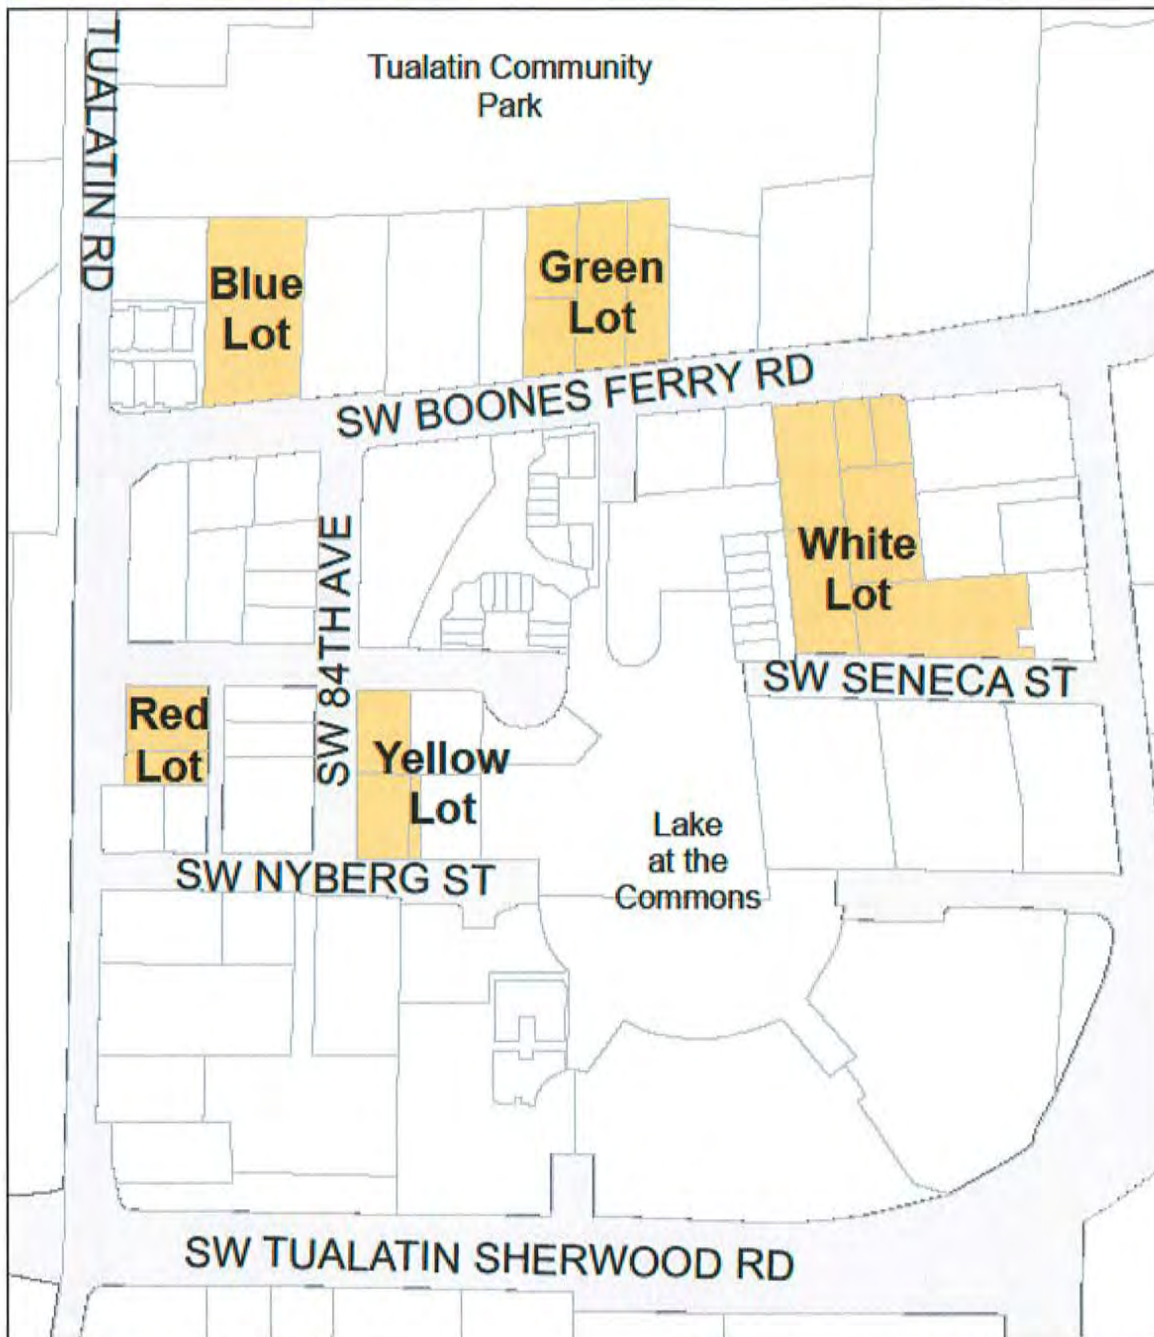 Tualatin Community
Park
TUALATIN RD
Blue
Lot
Green
Lot
SW BOONES FERRY RD
White
Lot
SW 84TH AVE
SW SENECA ST
Red
Lot
Yellow
Lot
Lake
at the
Commons
SW NYBERG ST
SW TUALATIN SHERWOOD RD